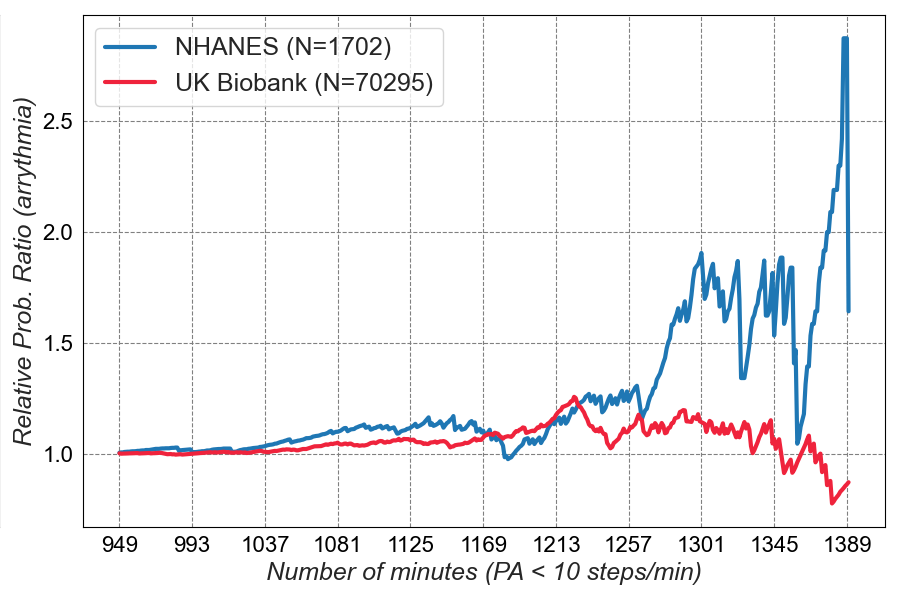 NHANES (N=1702)
UK Biobank (N=70295)
Relative Prob. Ratio (arrythmia)
2.5
2.0
1.5
1.0
949 993 1037 1081 1125 1169 1213 1257 1301 1345 1389
Number of minutes (PA < 10 steps/min)